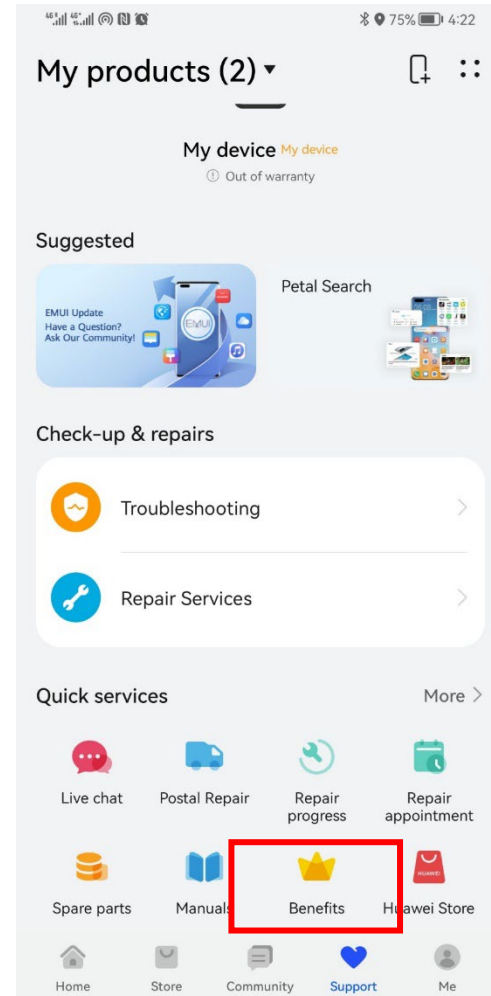 75% 4:22
My products (2)
My device My device
Out of warranty
Suggested
EMUI Update
Have a Question?
Ask Our Community!
EMUI
Petal Search
Check-up & repairs
Troubleshooting
Repair Services
Quick services More
Live chat Postal Repair Repair progress Repair appointment
Spare parts Manuals Benefits Huawei Store
HUAWEI
Home Store Community Support Me